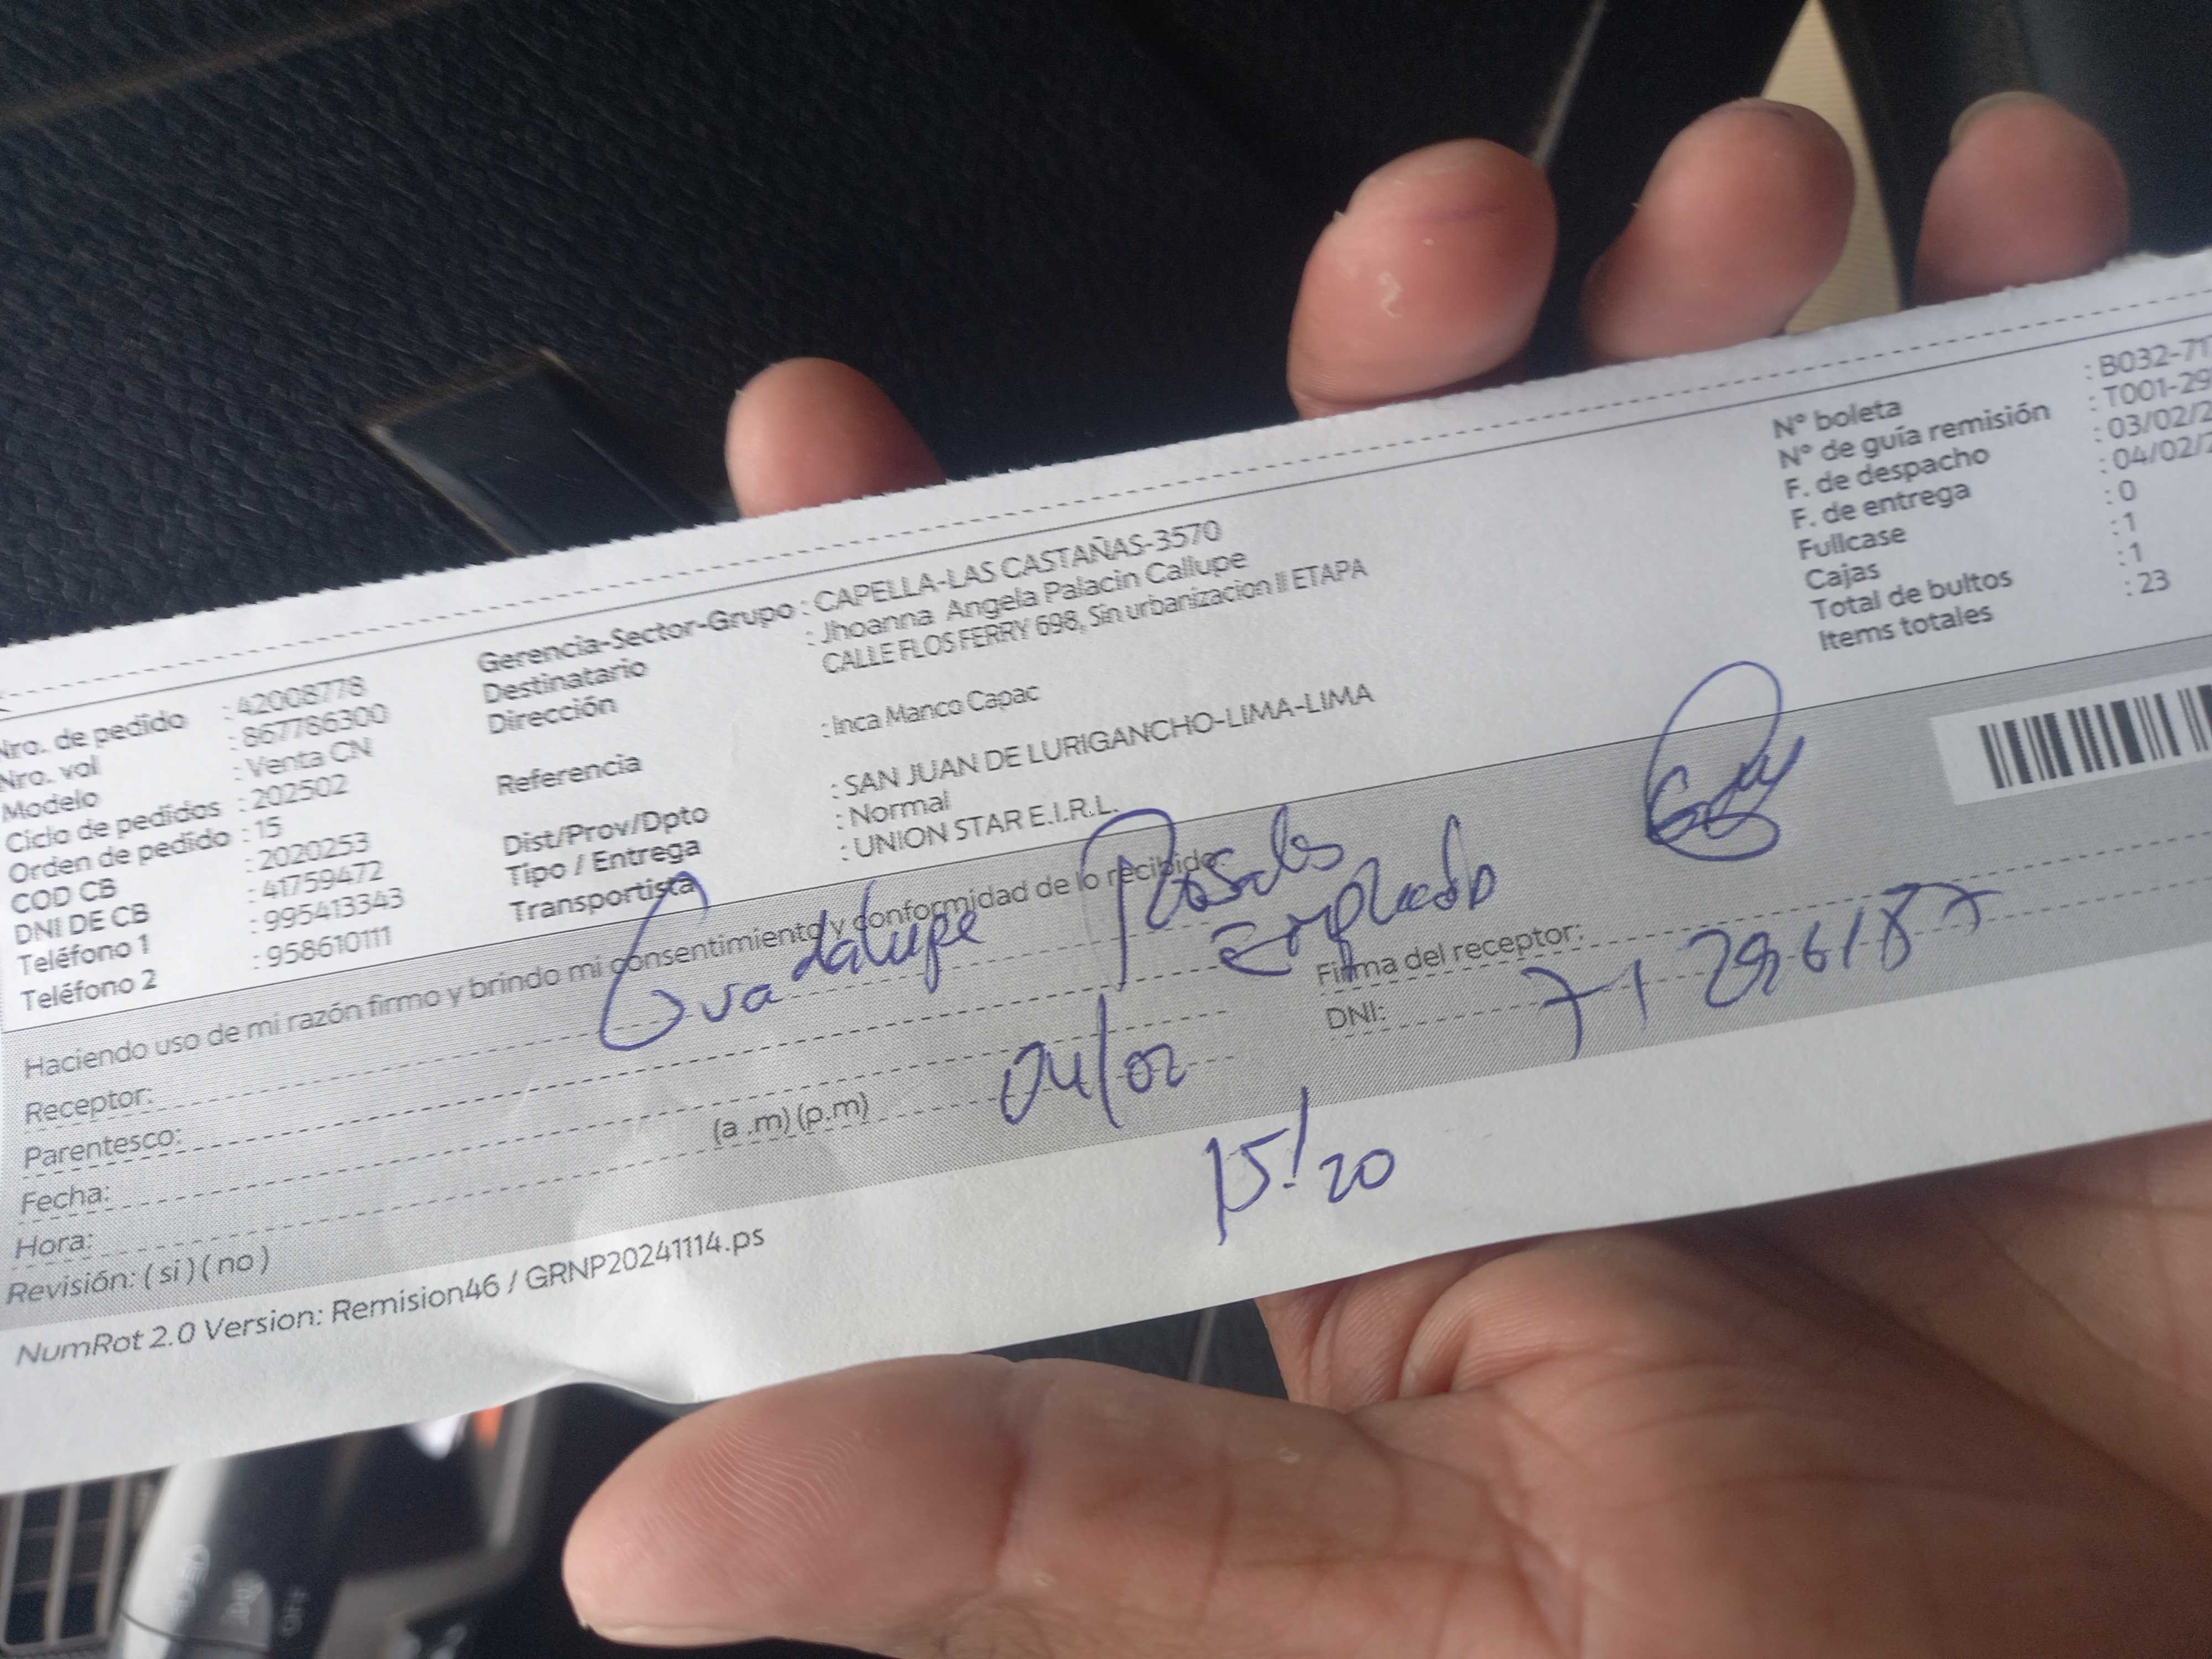 Nro. de pedido : 42008778
Nro. vol : 867786300
Modelo : Venta CN
Ciclo de pedidos : 202502
Orden de pedido : 15
COD CB : 2020253
DNI DE CB : 41759472
Teléfono 1 : 995413343
Teléfono 2 : 958610111
Gerencia-Sector-Grupo : CAPELLA-LAS CASTAÑAS-3570
Destinatario : Jhoanna Angela Palacin Callupe
Dirección CALLE FLOS FERRY 698, Sin urbanizacion II ETAPA
Referencia : Inca Manco Capac
Dist/Prov/Dpto : SAN JUAN DE LURIGANCHO-LIMA-LIMA
Tipo / Entrega : Normal
Transportista : UNION STAR E.I.R.L.
N° boleta : B032-71
N° de guía remisión : T001-29
F. de despacho : 03/02/2
F. de entrega : 04/02/2
Fullcase : 0
Cajas : 1
Total de bultos : 1
Items totales : 23
Haciendo uso de mi razón firmo y brindo mi consentimiento y conformidad de lo recibido:
Receptor: Guadalupe Rosales
Parentesco: Empleado
Fecha: 04/02
Hora: (a .m) (p.m) 15:20
Revisión: ( si ) ( no )
Firma del receptor:
DNI: 71296187
NumRot 2.0 Version: Remision46 / GRNP20241114.ps